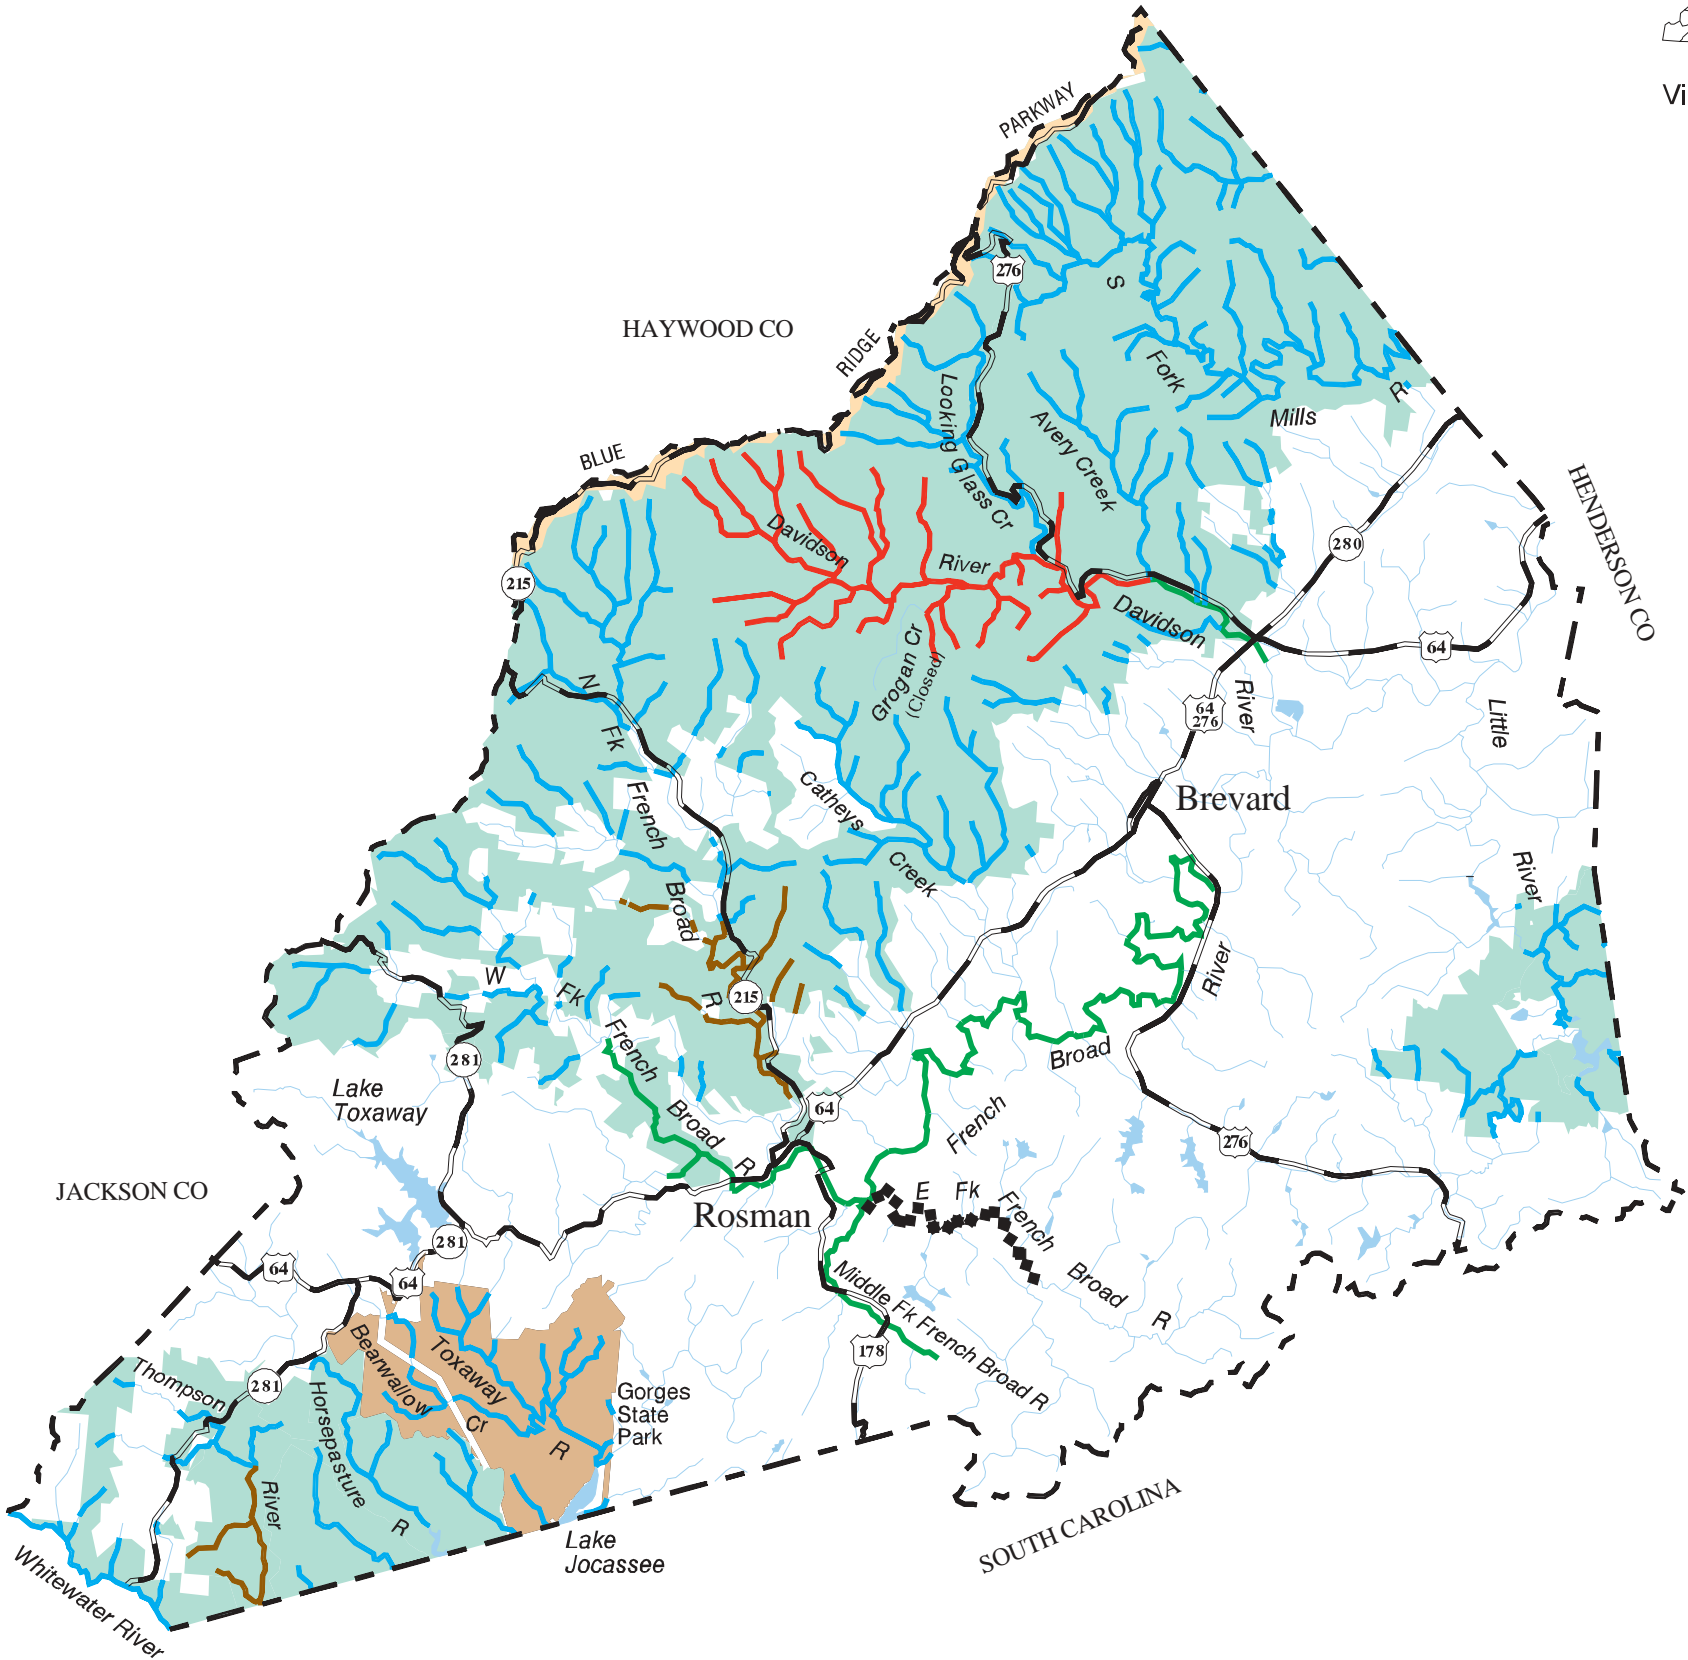 Vi
PARKWAY
276
HAYWOOD CO
S
RIDGE
Fork
R
Looking Glass Cr
Mills
Avery Creek
BLUE
HENDERSON CO
Davidson
River
280
215
Davidson
River
64
Grogan Cr
(Closed)
N
Fk
64
276
Little
French
Catheys
Creek
Brevard
River
Broad
River
W
Fk
R
215
French
Broad
281
Lake
Toxaway
64
Broad
French
276
R
JACKSON CO
E
Fk
French
Rosman
281
64
64
Middle Fk French Broad R
Broad
R
Bearwallow
Cr
Toxaway
R
178
Thompson
River
281
Horsepasture
R
Gorges
State
Park
SOUTH CAROLINA
Lake
Jocassee
Whitewater River